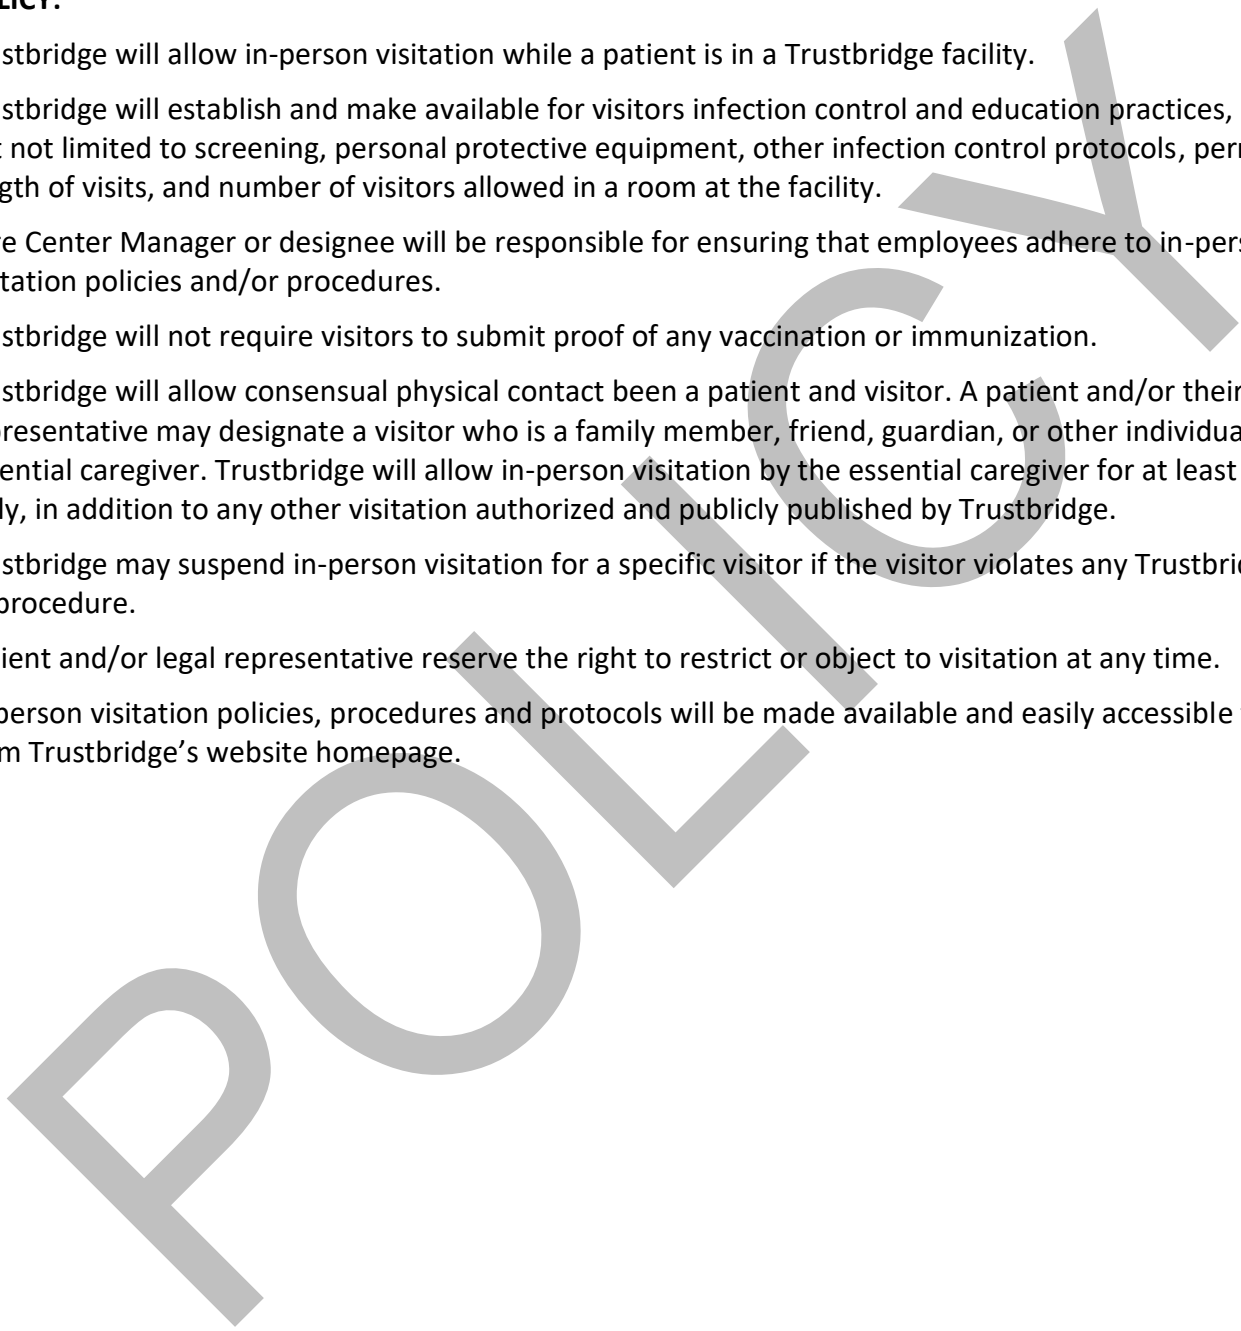 LICY:
stbridge will allow in-person visitation while a patient is in a Trustbridge facility.
stbridge will establish and make available for visitors infection control and education practices,
t not limited to screening, personal protective equipment, other infection control protocols, perm
gth of visits, and number of visitors allowed in a room at the facility.
re Center Manager or designee will be responsible for ensuring that employees adhere to in-pers
tation policies and/or procedures.
stbridge will not require visitors to submit proof of any vaccination or immunization.
stbridge will allow consensual physical contact been a patient and visitor. A patient and/or their
presentative may designate a visitor who is a family member, friend, guardian, or other individua
ential caregiver. Trustbridge will allow in-person visitation by the essential caregiver for at least
ly, in addition to any other visitation authorized and publicly published by Trustbridge.
stbridge may suspend in-person visitation for a specific visitor if the visitor violates any Trustbrid
procedure.
ient and/or legal representative reserve the right to restrict or object to visitation at any time.
person visitation policies, procedures and protocols will be made available and easily accessible
m Trustbridge’s website homepage.
POLICY